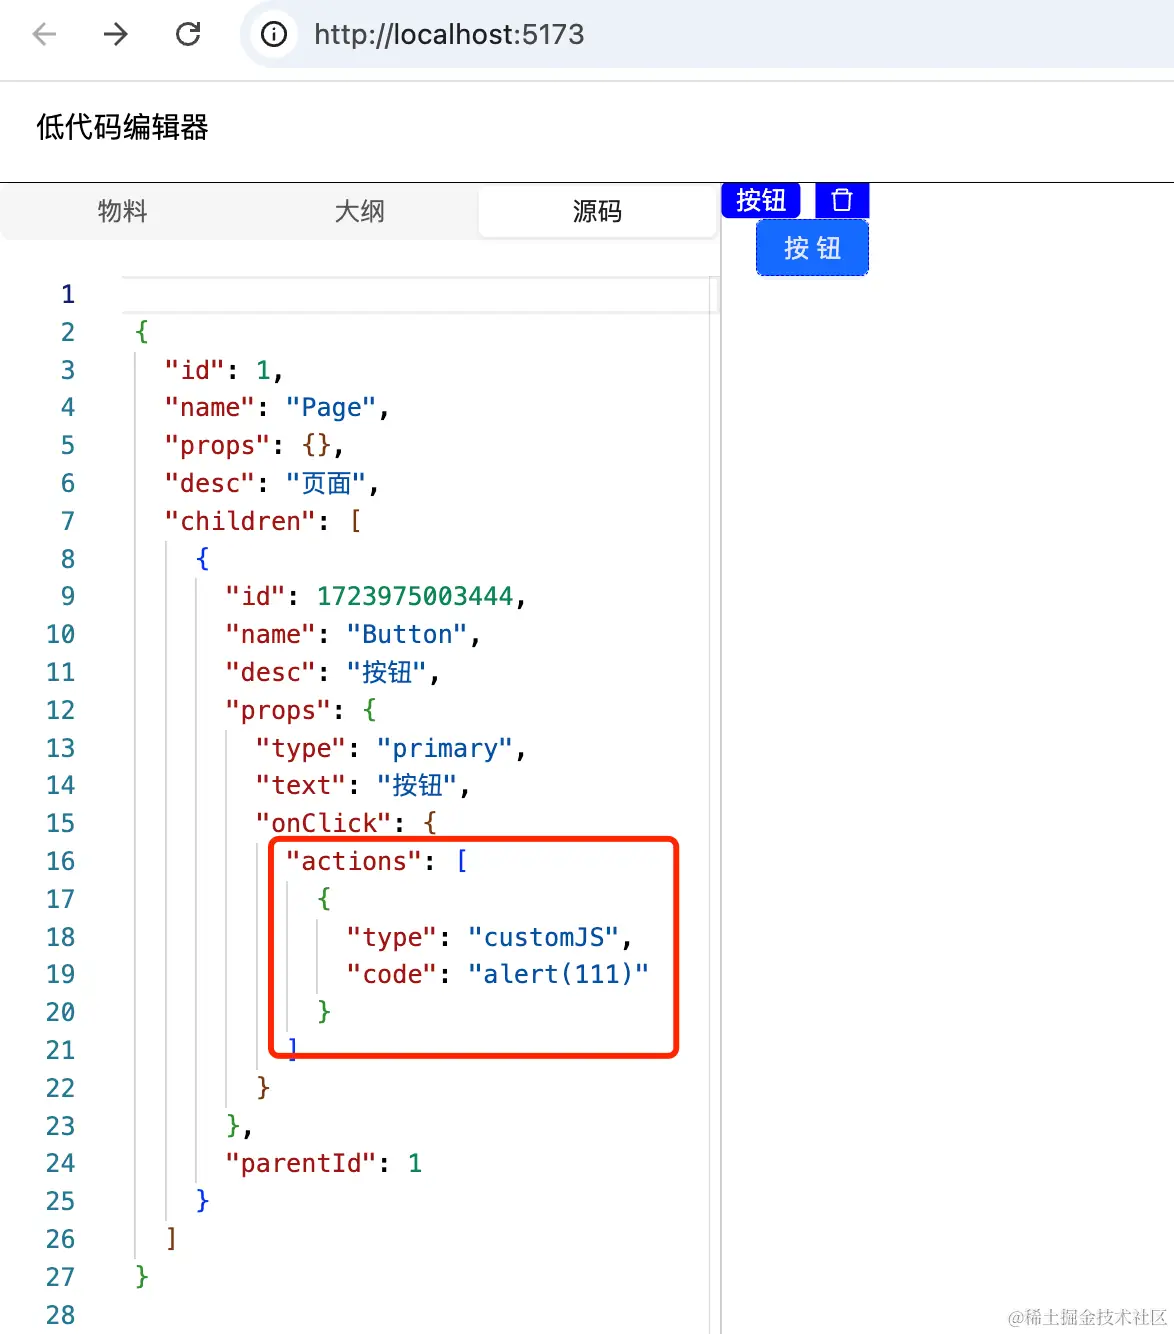 http://localhost:5173
低代码编辑器
物料 大纲 源码
按钮
按 钮
1
2 {
3 "id": 1,
4 "name": "Page",
5 "props": {},
6 "desc": "页面",
7 "children": [
8 {
9 "id": 1723975003444,
10 "name": "Button",
11 "desc": "按钮",
12 "props": {
13 "type": "primary",
14 "text": "按钮",
15 "onClick": {
16 "actions": [
17 {
18 "type": "customJS",
19 "code": "alert(111)"
20 }
21 ]
22 }
23 },
24 "parentId": 1
25 }
26 ]
27 }
28
@稀土掘金技术社区